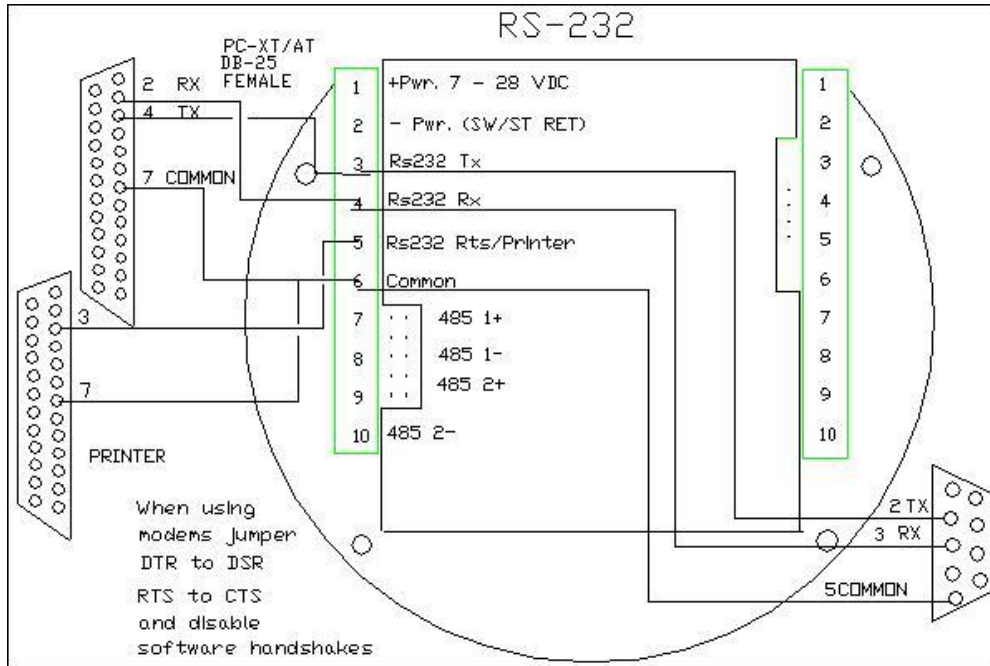 RS-232
PC-XT/AT
DB-25
FEMALE
2 RX
4 TX
7 COMMON
3
7
PRINTER
1 +Pwr. 7 - 28 VDC
2 - Pwr. (SW/ST RET)
3 Rs232 Tx
4 Rs232 Rx
5 Rs232 Rts/Printer
6 Common
7 485 1+
8 485 1-
9 485 2+
10 485 2-
1
2
3
4
5
6
7
8
9
10
2 TX
3 RX
5COMMON
When using
modems jumper
DTR to DSR
RTS to CTS
and disable
software handshakes